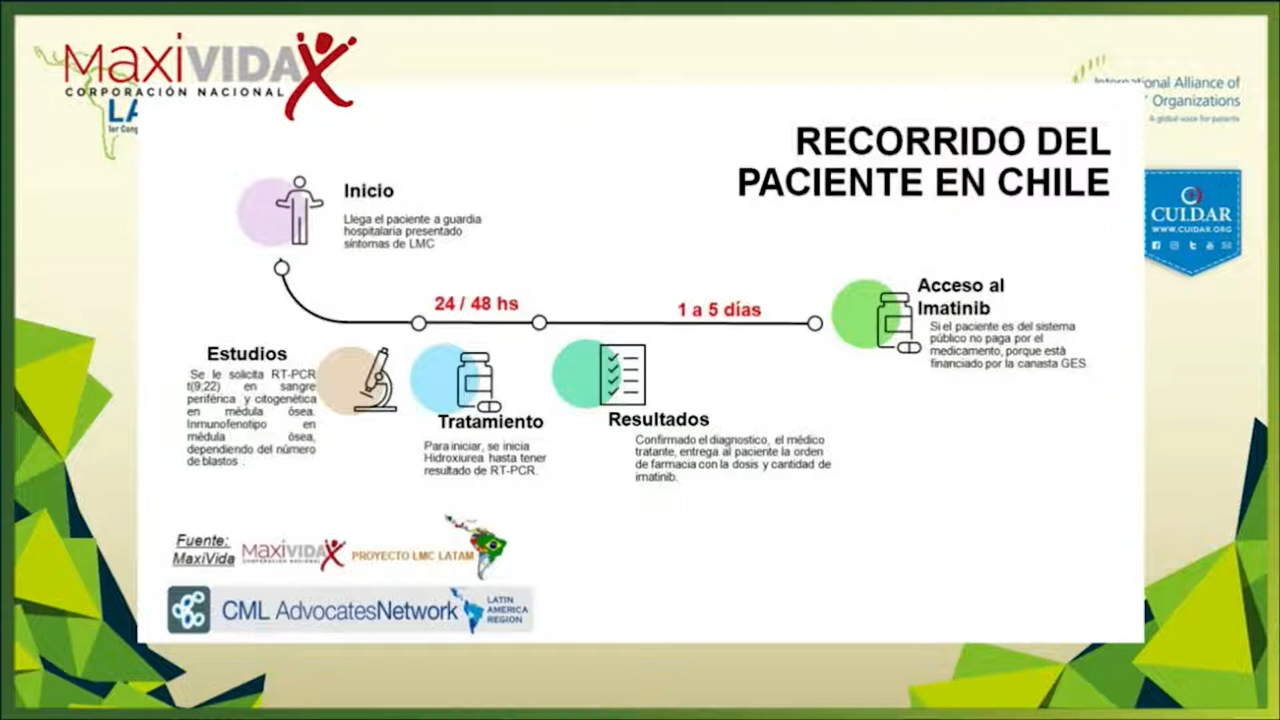 MaxiVIDA
CORPORACIÓN NACIONAL
LA
Ier Cong
International Alliance of
Organizations
A global voice for patients
RECORRIDO DEL
PACIENTE EN CHILE
CUIDAR
WWW.CUIDAR.ORG
Inicio
Llega el paciente a guardia
hospitalaria presentado
síntomas de LMC
24 / 48 hs
1 a 5 días
Acceso al
Imatinib
Si el paciente es del sistema
público no paga por el
medicamento, porque está
financiado por la canasta GES
Estudios
Se le solicita RT-PCR
t(9;22) en sangre
periférica y citogenética
en médula ósea.
Inmunofenotipo en
médula ósea,
dependiendo del número
de blastos .
Tratamiento
Para iniciar, se inicia
Hidroxiurea hasta tener
resultado de RT-PCR.
Resultados
Confirmado el diagnostico, el médico
tratante, entrega al paciente la orden
de farmacia con la dosis y cantidad de
imatinib.
Fuente:
MaxiVida
MaxiVIDA
CORPORACIÓN NACIONAL
PROYECTO LMC LATAM
CML AdvocatesNetwork
LATIN
AMERICA
REGION